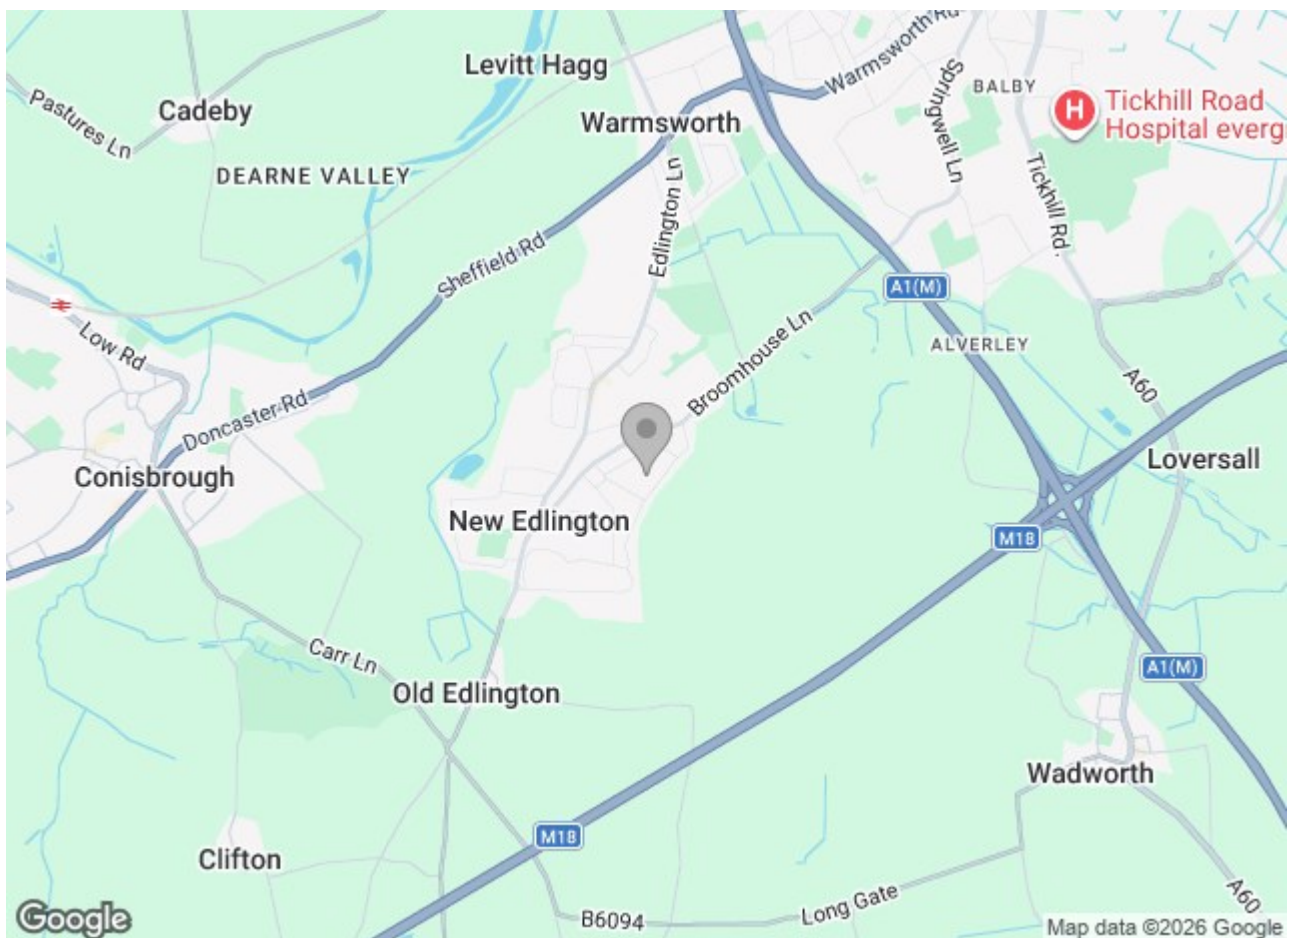 Warmsworth Rd
Levitt Hagg
Springwell Ln
BALBY
Pastures Ln
Cadeby
H
Tickhill Road
Hospital everg
Warmsworth
DEARNE VALLEY
Edlington Ln
Tickhill Rd
Sheffield Rd
A1(M)
Low Rd
Broomhouse Ln
ALVERLEY
A60
Doncaster Rd
Conisbrough
Loversall
New Edlington
M18
Carr Ln
Old Edlington
A1(M)
Wadworth
M18
Clifton
A60
Long Gate
B6094
Google
Map data ©2026 Google